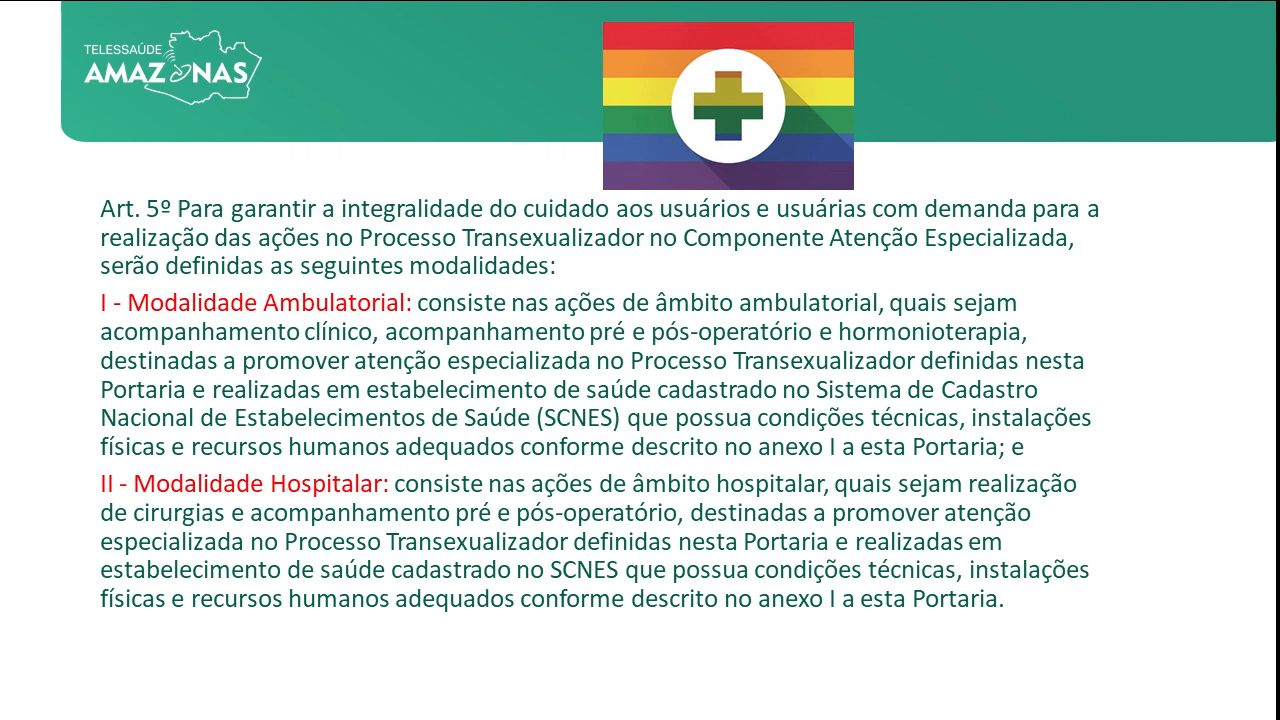 TELESSAÚDE
AMAZ NAS
Art. 5º Para garantir a integralidade do cuidado aos usuários e usuárias com demanda para a
realização das ações no Processo Transexualizador no Componente Atenção Especializada,
serão definidas as seguintes modalidades:
I - Modalidade Ambulatorial: consiste nas ações de âmbito ambulatorial, quais sejam
acompanhamento clínico, acompanhamento pré e pós-operatório e hormonioterapia,
destinadas a promover atenção especializada no Processo Transexualizador definidas nesta
Portaria e realizadas em estabelecimento de saúde cadastrado no Sistema de Cadastro
Nacional de Estabelecimentos de Saúde (SCNES) que possua condições técnicas, instalações
físicas e recursos humanos adequados conforme descrito no anexo I a esta Portaria; e
II - Modalidade Hospitalar: consiste nas ações de âmbito hospitalar, quais sejam realização
de cirurgias e acompanhamento pré e pós-operatório, destinadas a promover atenção
especializada no Processo Transexualizador definidas nesta Portaria e realizadas em
estabelecimento de saúde cadastrado no SCNES que possua condições técnicas, instalações
físicas e recursos humanos adequados conforme descrito no anexo I a esta Portaria.